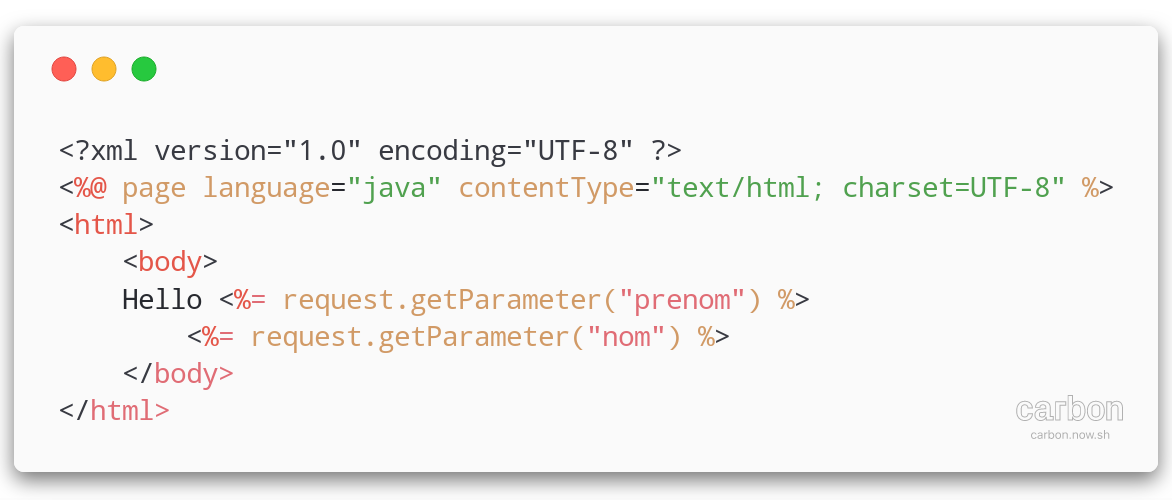 <?xml version="1.0" encoding="UTF-8" ?>
<%@ page language="java" contentType="text/html; charset=UTF-8" %>
<html>
    <body>
    Hello <%= request.getParameter("prenom") %>
        <%= request.getParameter("nom") %>
    </body>
</html>
carbon
carbon.now.sh